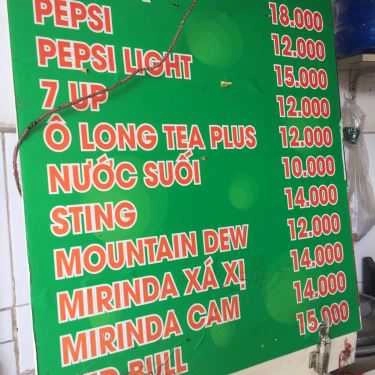 18.000
PEPSI 12.000
PEPSI LIGHT 15.000
7 UP 12.000
Ô LONG TEA PLUS 12.000
NƯỚC SUỐI 10.000
STING 14.000
MOUNTAIN DEW 12.000
MIRINDA XÁ XỊ 14.000
MIRINDA CAM 14.000
RED BULL 15.000